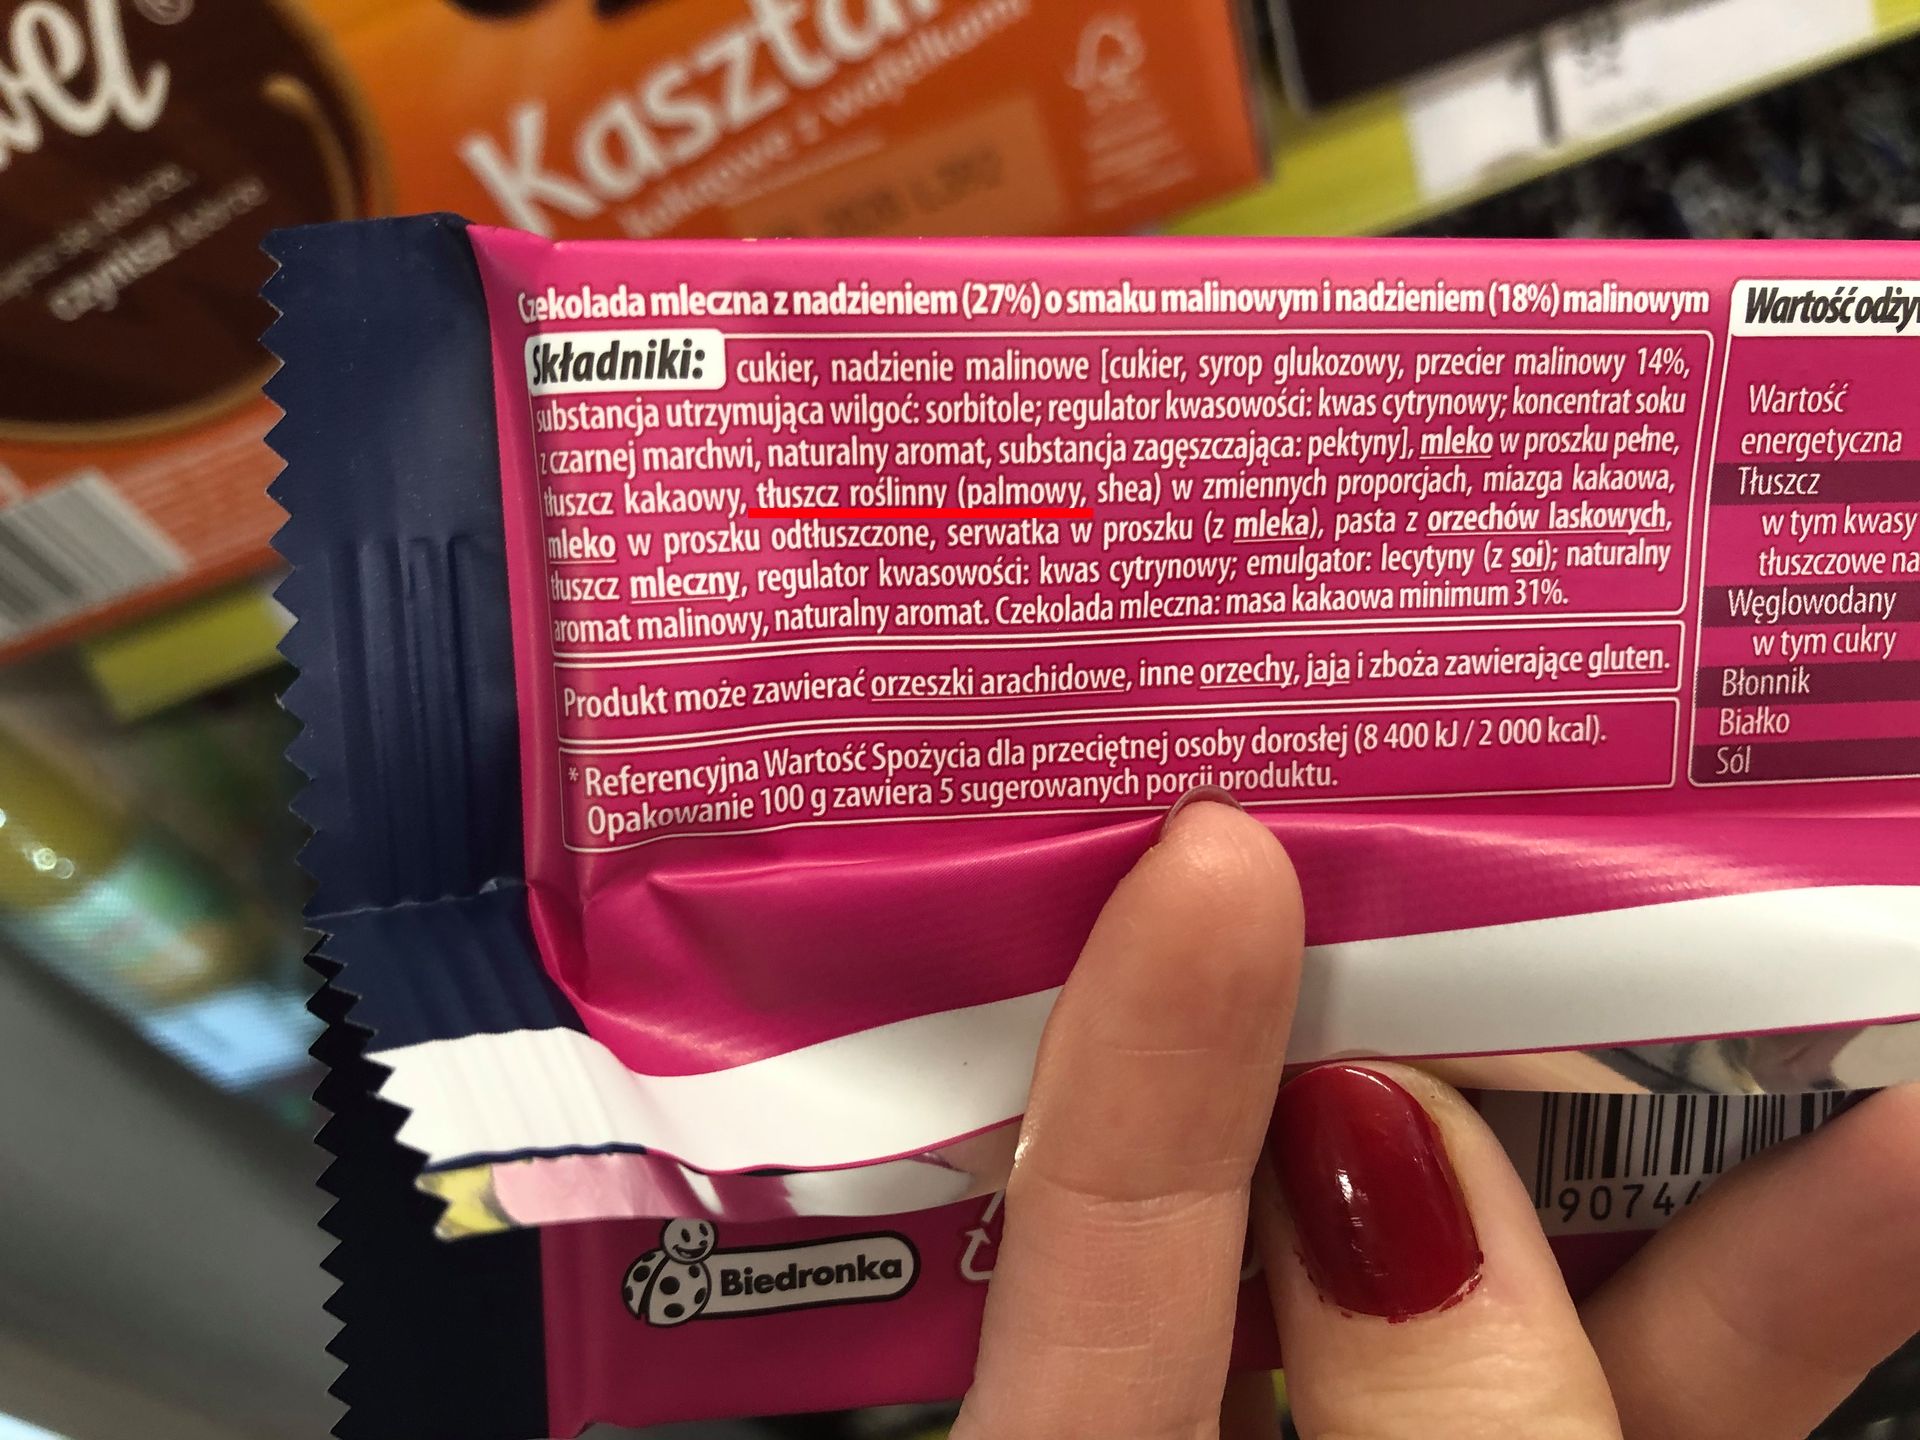 wel®
Kaszta
czynisz dobrze
Czekolada mleczna z nadzieniem (27%) o smaku malinowym i nadzieniem (18%) malinowym
Składniki: cukier, nadzienie malinowe [cukier, syrop glukozowy, przecier malinowy 14%,
substancja utrzymująca wilgoć: sorbitole; regulator kwasowości: kwas cytrynowy; koncentrat soku
z czarnej marchwi, naturalny aromat, substancja zagęszczająca: pektyny], mleko w proszku pełne,
tłuszcz kakaowy, tłuszcz roślinny (palmowy, shea) w zmiennych proporcjach, miazga kakaowa,
mleko w proszku odtłuszczone, serwatka w proszku (z mleka), pasta z orzechów laskowych,
tłuszcz mleczny, regulator kwasowości: kwas cytrynowy; emulgator: lecytyny (z soi); naturalny
aromat malinowy, naturalny aromat. Czekolada mleczna: masa kakaowa minimum 31%.
Produkt może zawierać orzeszki arachidowe, inne orzechy, jaja i zboża zawierające gluten.
* Referencyjna Wartość Spożycia dla przeciętnej osoby dorosłej (8 400 kJ / 2 000 kcal).
Opakowanie 100 g zawiera 5 sugerowanych porcji produktu.
Wartość odży
Wartość
energetyczna
Tłuszcz
w tym kwasy
tłuszczowe na
Węglowodany
w tym cukry
Błonnik
Białko
Sól
Biedronka
9074